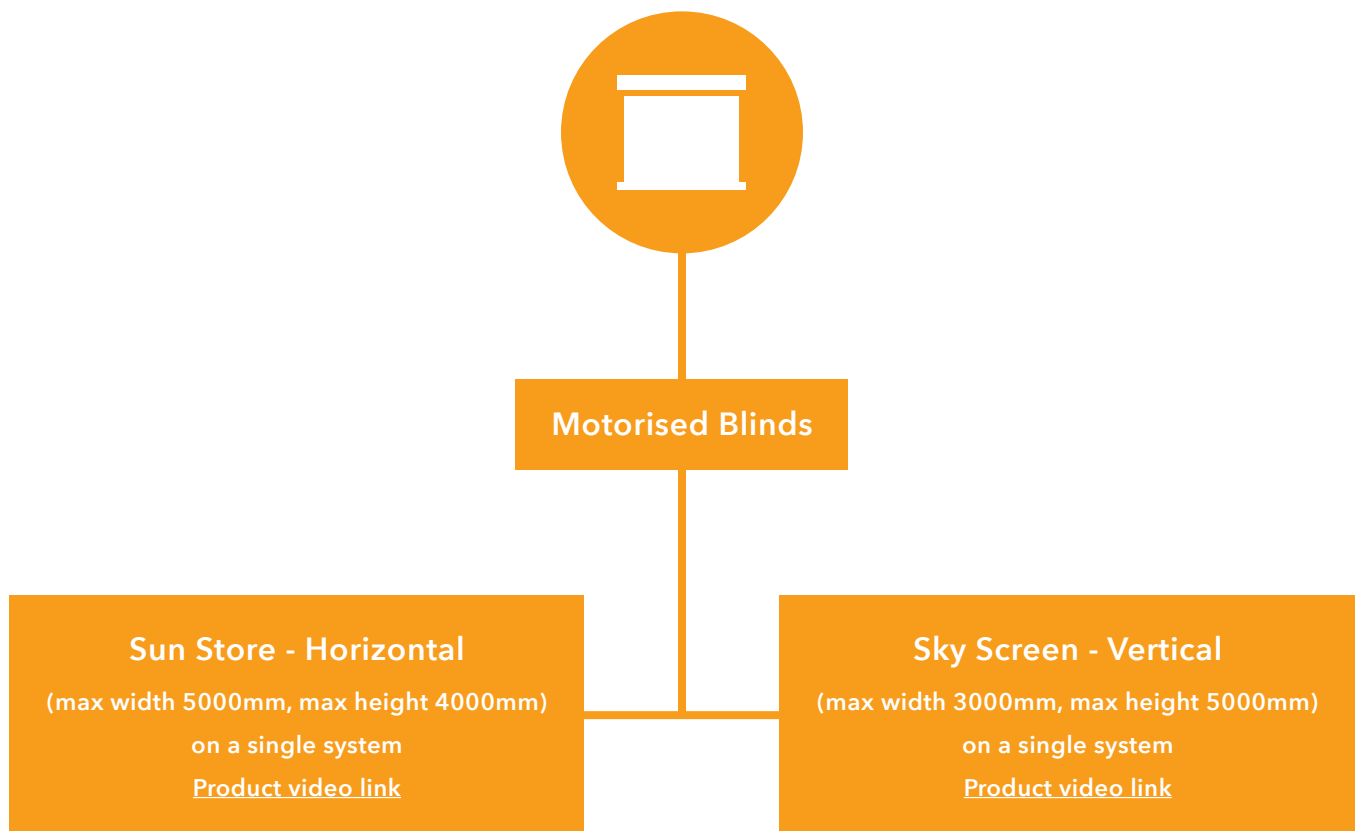 Motorised Blinds
Sun Store - Horizontal
(max width 5000mm, max height 4000mm)
on a single system
Product video link
Sky Screen - Vertical
(max width 3000mm, max height 5000mm)
on a single system
Product video link